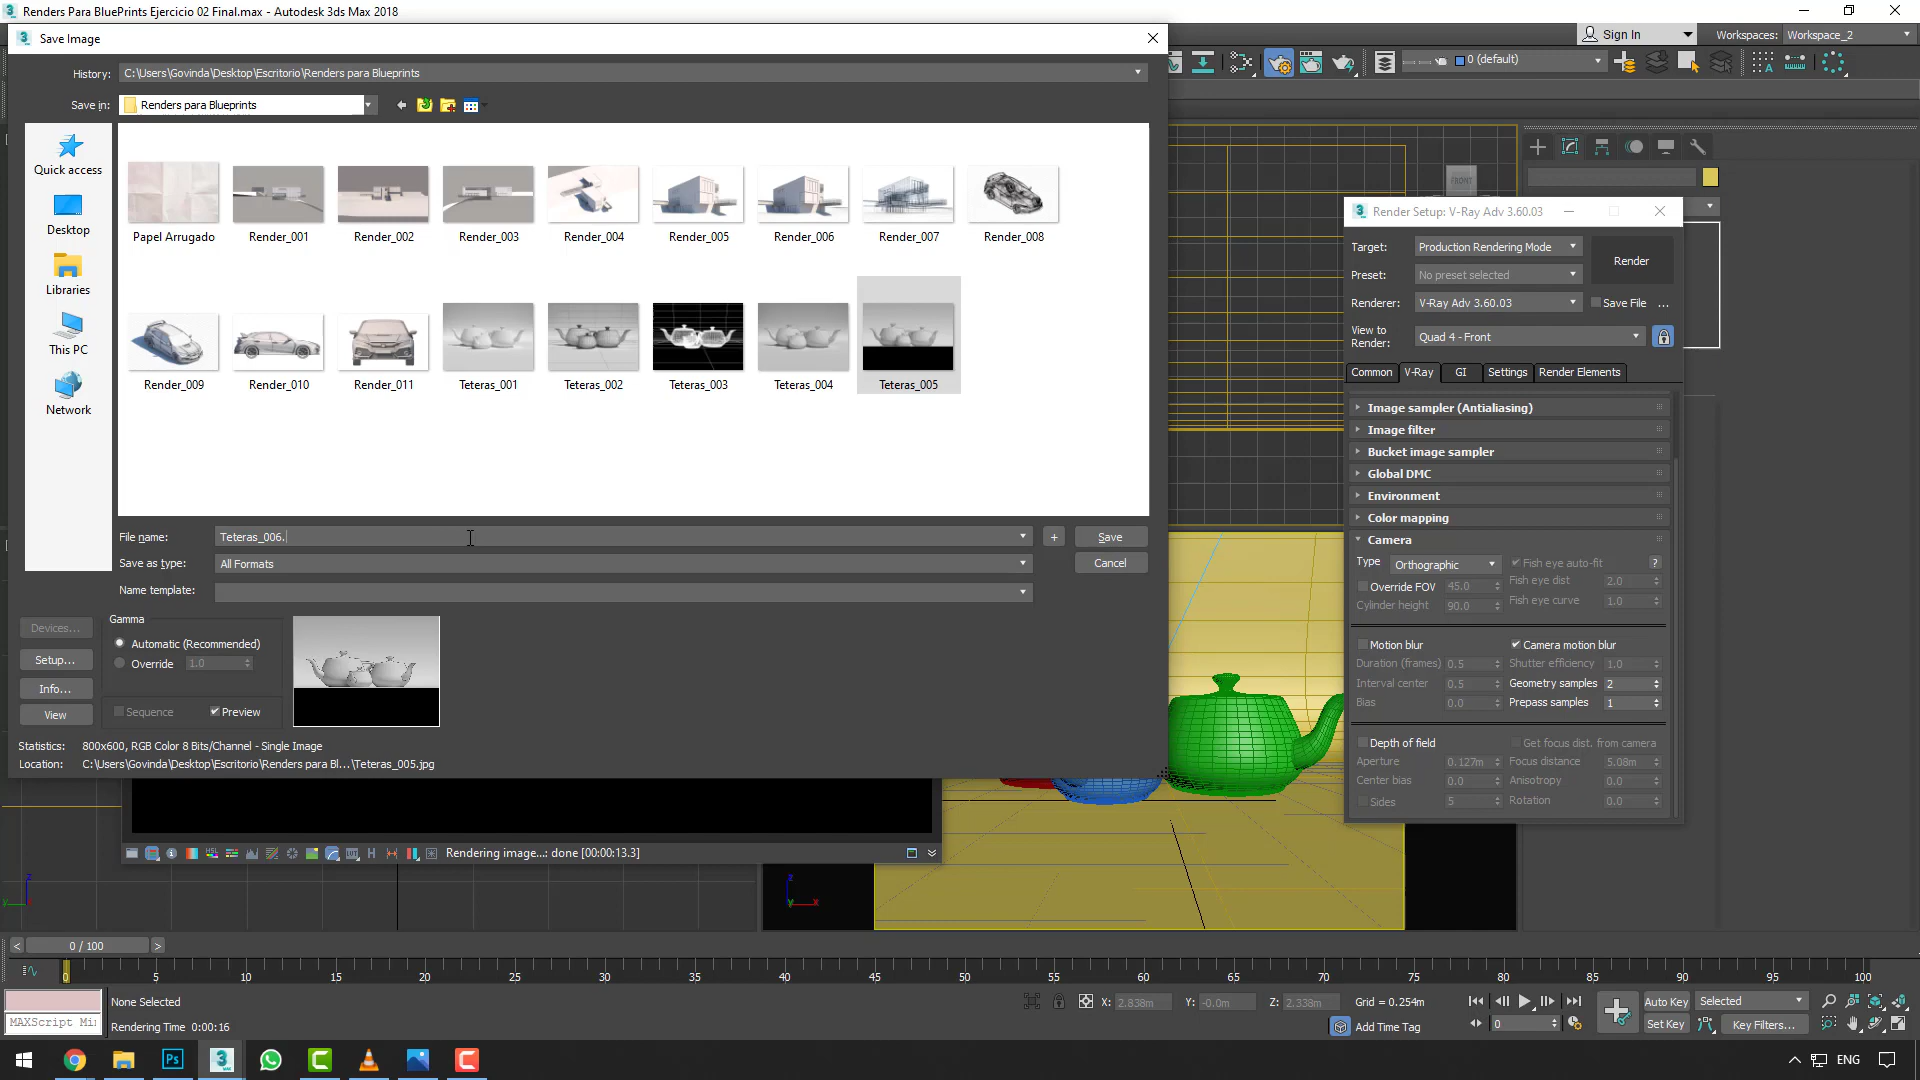 Renders Para BluePrints Ejercicio 02 Final.max - Autodesk 3ds Max 2018
Save Image
Sign In
Workspaces: Workspace_2
History: C:\Users\Govinda\Desktop\Escritorio\Renders para Blueprints
0 (default)
Save in: Renders para Blueprints
Quick access
Desktop
Libraries
This PC
Network
Papel Arrugado
Render_001
Render_002
Render_003
Render_004
Render_005
Render_006
Render_007
Render_008
Render_009
Render_010
Render_011
Teteras_001
Teteras_002
Teteras_003
Teteras_004
Teteras_005
File name: Teteras_006.
Save
Save as type: All Formats
Cancel
Name template:
Devices...
Setup...
Info...
View
Gamma
Automatic (Recommended)
Override 1.0
Sequence
Preview
Statistics: 800x600, RGB Color 8 Bits/Channel - Single Image
Location: C:\Users\Govinda\Desktop\Escritorio\Renders para Bl...\Teteras_005.jpg
Rendering image...: done [00:00:13.3]
FRONT
Render Setup: V-Ray Adv 3.60.03
Target: Production Rendering Mode
Render
Preset: No preset selected
Renderer: V-Ray Adv 3.60.03
Save File ...
View to Render: Quad 4 - Front
Common V-Ray GI Settings Render Elements
Image sampler (Antialiasing)
Image filter
Bucket image sampler
Global DMC
Environment
Color mapping
Camera
Type Orthographic
Fish eye auto-fit ?
Override FOV 45.0
Fish eye dist 2.0
Cylinder height 90.0
Fish eye curve 1.0
Motion blur
Camera motion blur
Duration (frames) 0.5
Shutter efficiency 1.0
Interval center 0.5
Geometry samples 2
Bias 0.0
Prepass samples 1
Depth of field
Get focus dist. from camera
Aperture 0.127m
Focus distance 5.08m
Center bias 0.0
Anisotropy 0.0
Sides 5
Rotation 0.0
z
y
z
y x
< 0 / 100 >
0 5 10 15 20 25 30 35 40 45 50 55 60 65 70 75 80 85 90 95 100
None Selected
X: 2.838m Y: -0.0m Z: 2.338m Grid = 0.254m
Auto Key Selected
MAXScript Mi
Rendering Time 0:00:16
Add Time Tag
0
Set Key Key Filters...
Ps
3
ENG